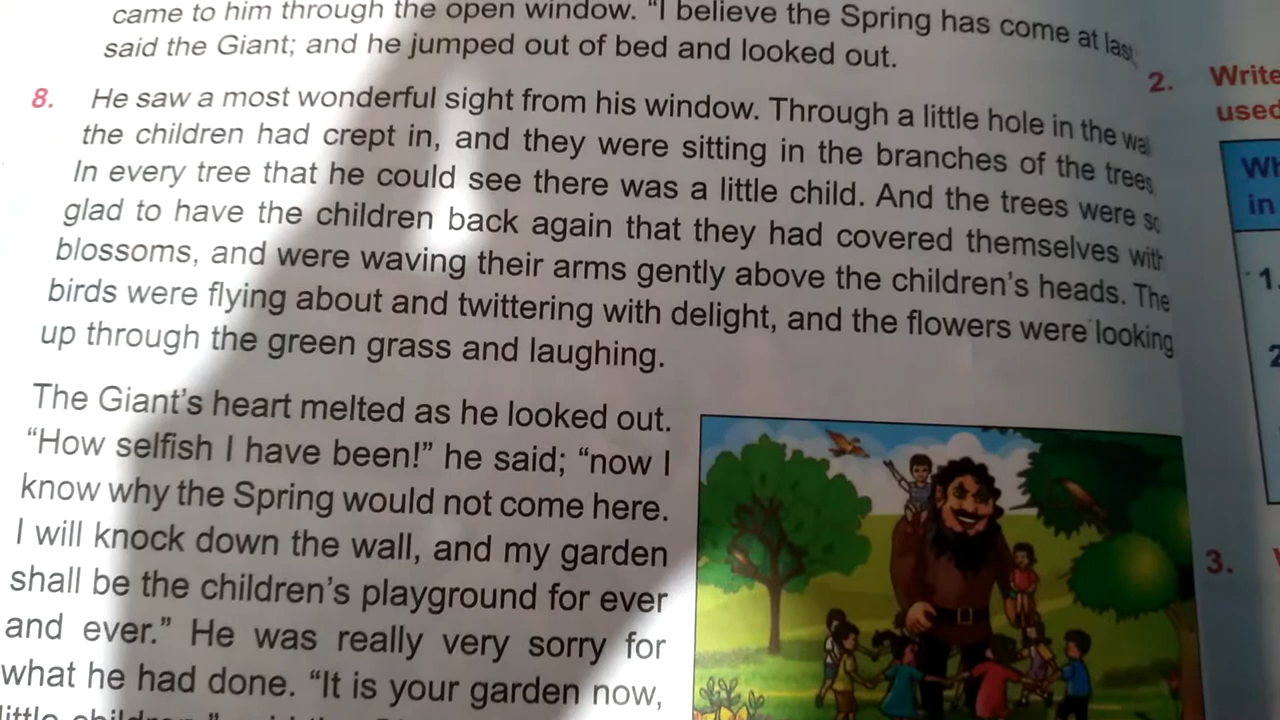 came to him through the open window. "I believe the Spring has come at last
said the Giant; and he jumped out of bed and looked out.
8. He saw a most wonderful sight from his window. Through a little hole in the wal
the children had crept in, and they were sitting in the branches of the trees
In every tree that he could see there was a little child. And the trees were so
glad to have the children back again that they had covered themselves with
blossoms, and were waving their arms gently above the children's heads. The
birds were flying about and twittering with delight, and the flowers were looking
up through the green grass and laughing.
The Giant's heart melted as he looked out.
"How selfish I have been!" he said; "now I
know why the Spring would not come here.
I will knock down the wall, and my garden
shall be the children's playground for ever
and ever." He was really very sorry for
what he had done. "It is your garden now,
2. Write
used
in
1.
2
3.